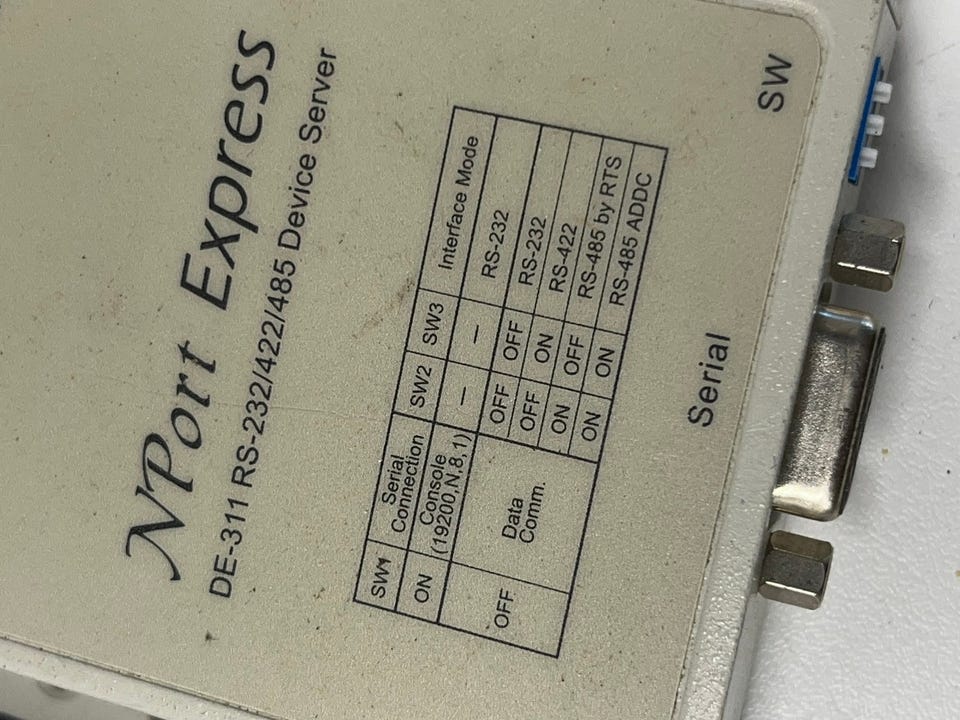 NPort Express
DE-311 RS-232/422/485 Device Server
SW1 Serial Connection SW2 SW3 Interface Mode
ON Console (19200,N,8,1) — — RS-232
OFF Data Comm. OFF OFF RS-232
OFF ON RS-422
ON OFF RS-485 by RTS
ON ON RS-485 ADDC
Serial
SW